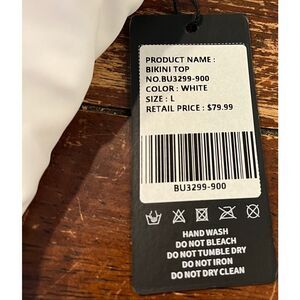 PRODUCT NAME :
BIKINI TOP
NO.BU3299-900
COLOR : WHITE
SIZE : L
RETAIL PRICE : $79.99
BU3299-900
HAND WASH
DO NOT BLEACH
DO NOT TUMBLE DRY
DO NOT IRON
DO NOT DRY CLEAN